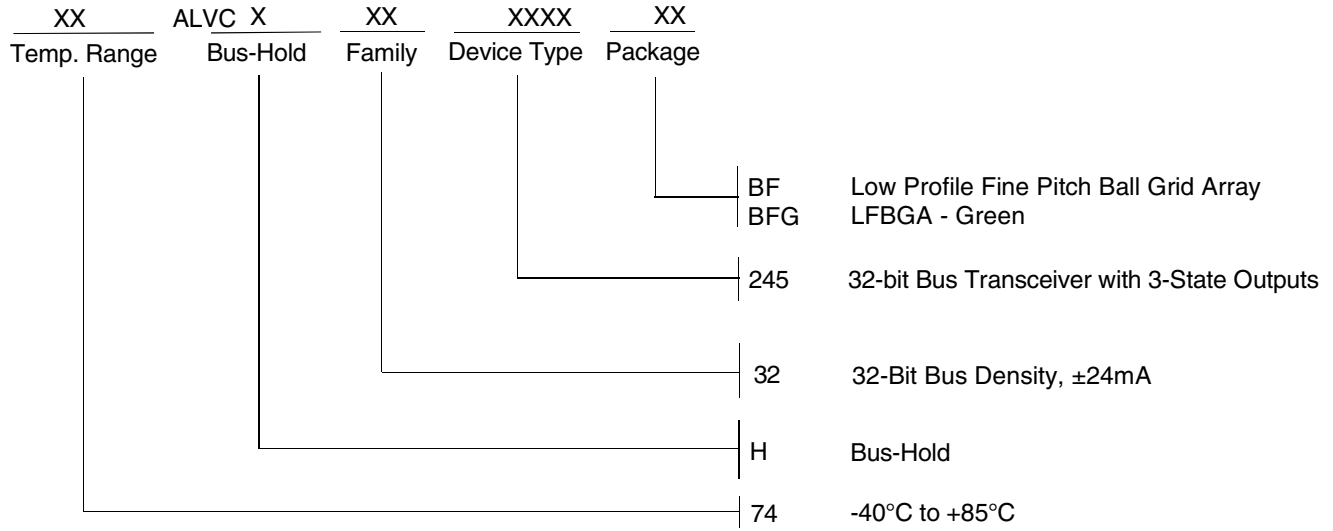 XX ALVC X XX XXXX XX
Temp. Range Bus-Hold Family Device Type Package
BF Low Profile Fine Pitch Ball Grid Array
BFG LFBGA - Green
245 32-bit Bus Transceiver with 3-State Outputs
32 32-Bit Bus Density, ±24mA
H Bus-Hold
74 -40°C to +85°C